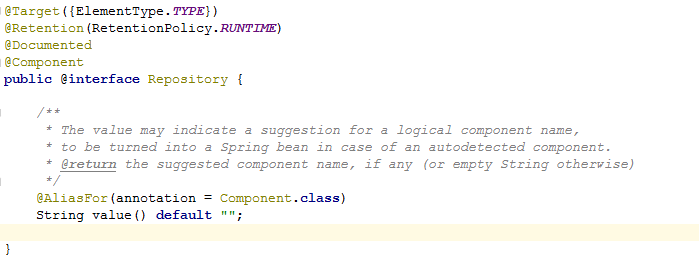 @Target({ElementType.TYPE})
@Retention(RetentionPolicy.RUNTIME)
@Documented
@Component
public @interface Repository {
/**
* The value may indicate a suggestion for a logical component name,
* to be turned into a Spring bean in case of an autodetected component.
* @return the suggested component name, if any (or empty String otherwise)
*/
@AliasFor(annotation = Component.class)
String value() default "";
}